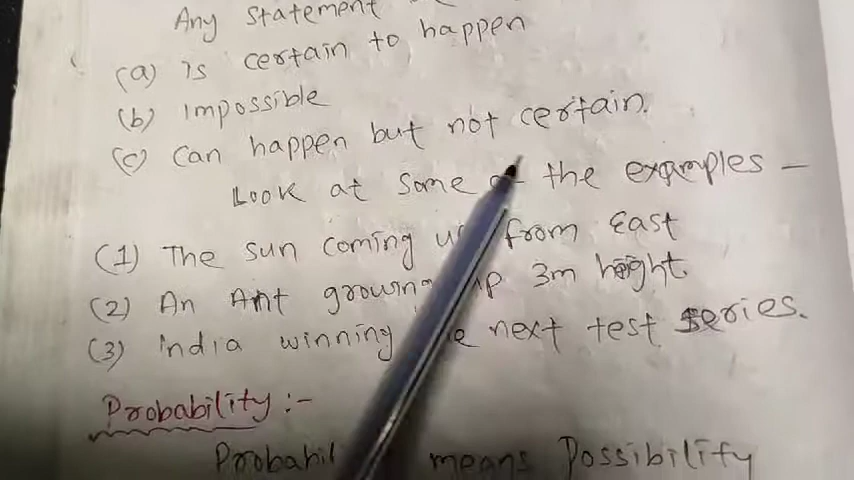 Any statement
(a) is certain to happen
(b) Impossible
(c) Can happen but not certain.
Look at some the examples -
(1) The sun coming from East
(2) An Ant growing 3m height.
(3) India winning next test series.
Probability :-
means Possibility